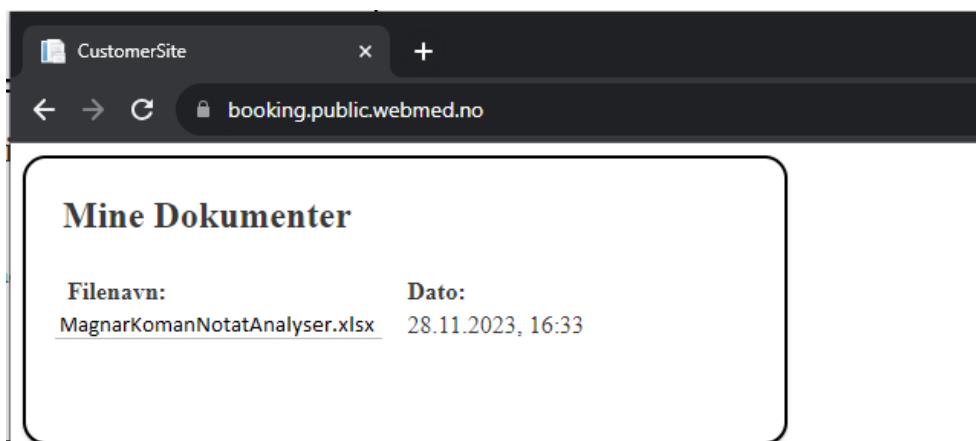 CustomerSite
booking.public.webmed.no
Mine Dokumenter
Filenavn: Dato:
MagnarKomanNotatAnalyser.xlsx 28.11.2023, 16:33